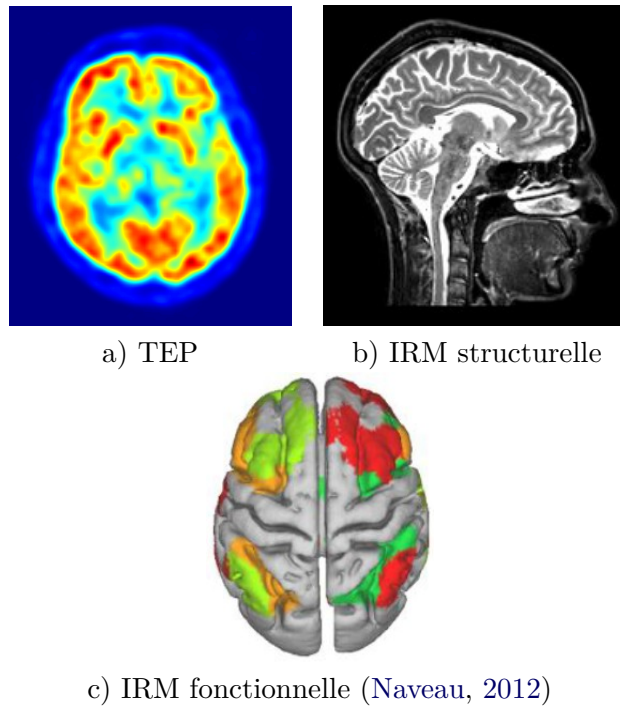 a) TEP
b) IRM structurelle
c) IRM fonctionnelle (Naveau, 2012)